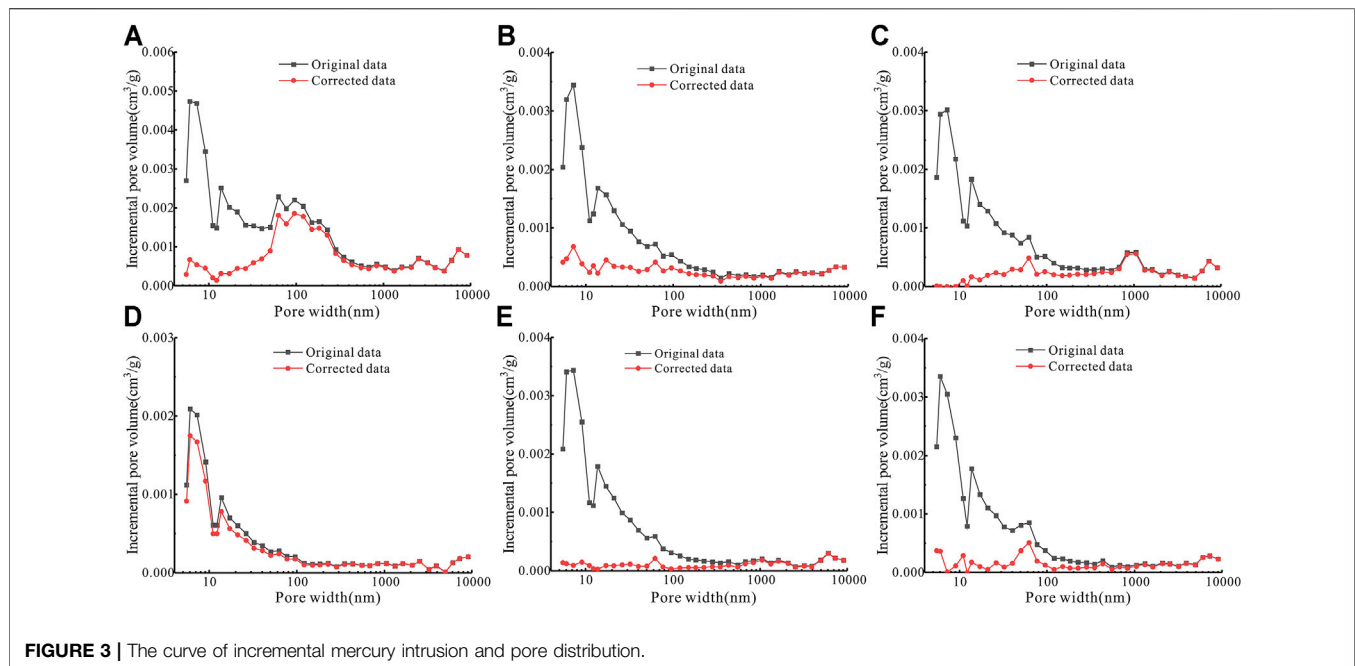 A
0.006
0.005
0.004
0.003
0.002
0.001
0.000
Incremental pore volume(cm³/g)
Original data
Corrected data
10
100
1000
10000
Pore width(nm)
B
0.004
0.003
0.002
0.001
0.000
Incremental pore volume(cm³/g)
Original data
Corrected data
10
100
1000
10000
Pore width(nm)
C
0.004
0.003
0.002
0.001
0.000
Incremental pore volume(cm³/g)
Original data
Corrected data
10
100
1000
10000
Pore width(nm)
D
0.003
0.002
0.001
0.000
Incremental pore volume(cm³/g)
Original data
Corrected data
10
100
1000
10000
Pore width(nm)
E
0.004
0.003
0.002
0.001
0.000
Incremental pore volume(cm³/g)
Original data
Corrected data
10
100
1000
10000
Pore width(nm)
F
0.004
0.003
0.002
0.001
0.000
Incremental pore volume(cm³/g)
Original data
Corrected data
10
100
1000
10000
Pore width(nm)
FIGURE 3 | The curve of incremental mercury intrusion and pore distribution.